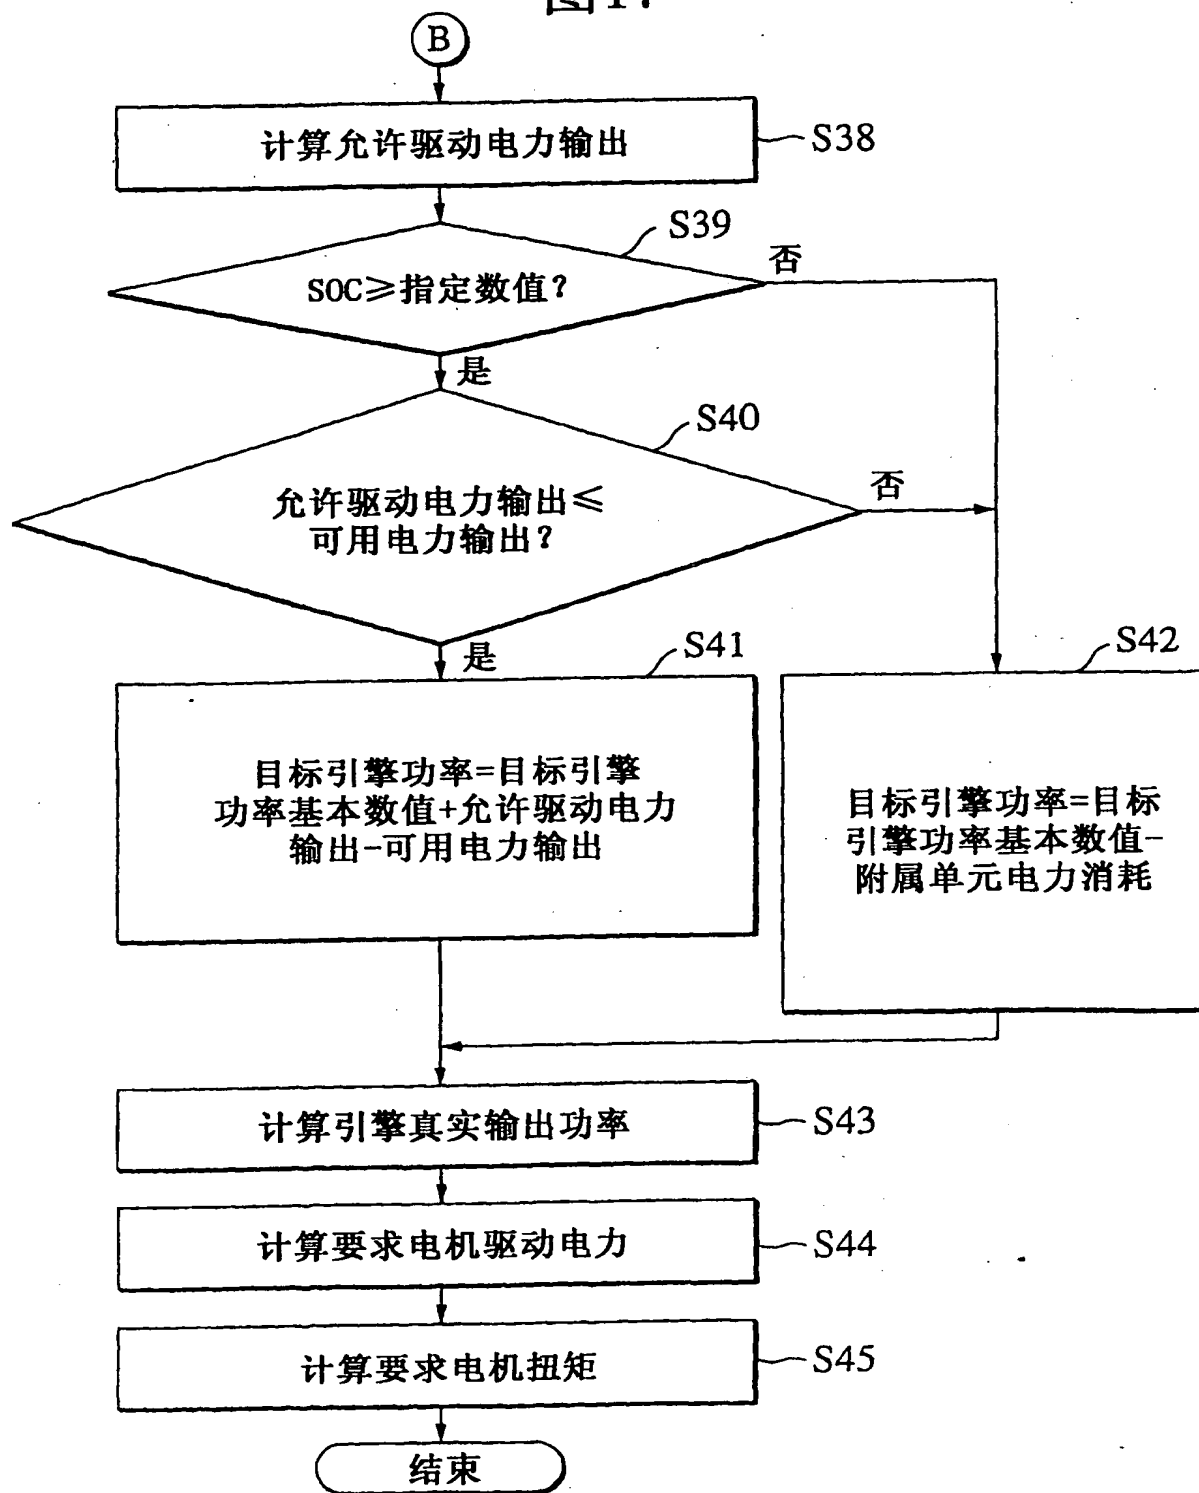 B
计算允许驱动电力输出
S38
S39
SOC≥指定数值?
否
是
S40
允许驱动电力输出≤
可用电力输出?
否
是
S41
目标引擎功率=目标引擎
功率基本数值+允许驱动电力
输出-可用电力输出
S42
目标引擎功率=目标
引擎功率基本数值-
附属单元电力消耗
计算引擎真实输出功率
S43
计算要求电机驱动电力
S44
计算要求电机扭矩
S45
结束